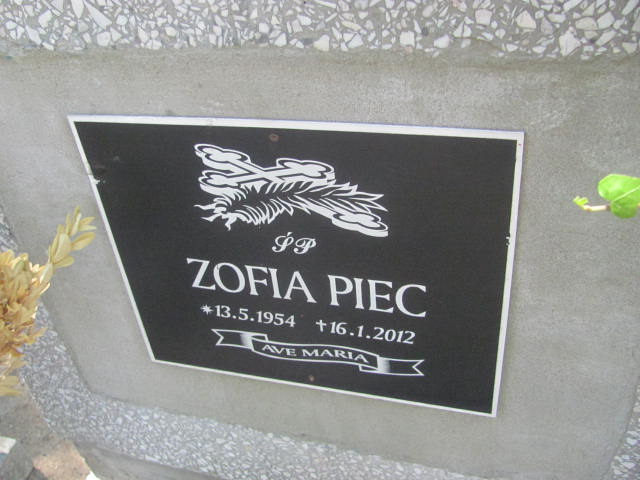 ŚP
ZOFIA PIEC
*13.5.1954 †16.1.2012
AVE MARIA